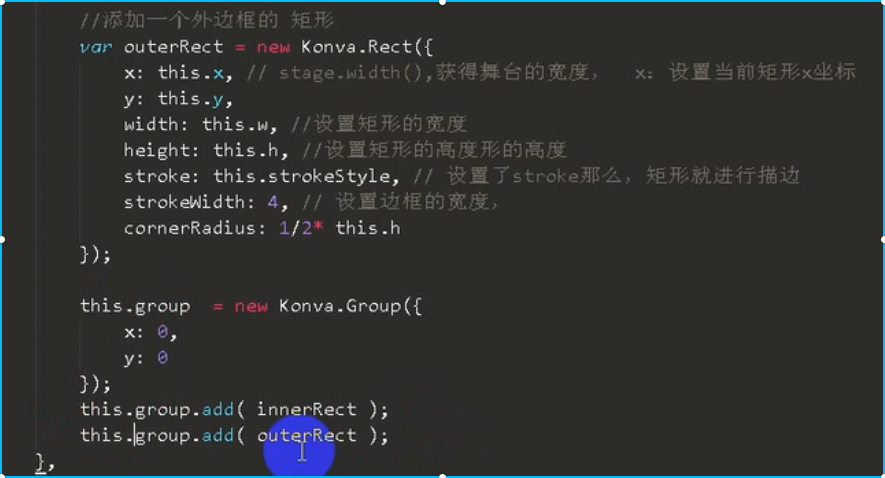 //添加一个外边框的 矩形
var outerRect = new Konva.Rect({
x: this.x, // stage.width(),获得舞台的宽度， x: 设置当前矩形x坐标
y: this.y,
width: this.w, //设置矩形的宽度
height: this.h, //设置矩形的高度形的高度
stroke: this.strokeStyle, // 设置了stroke那么，矩形就进行描边
strokeWidth: 4, // 设置边框的宽度，
cornerRadius: 1/2* this.h
});
this.group = new Konva.Group({
x: 0,
y: 0
});
this.group.add( innerRect );
this.group.add( outerRect );
},